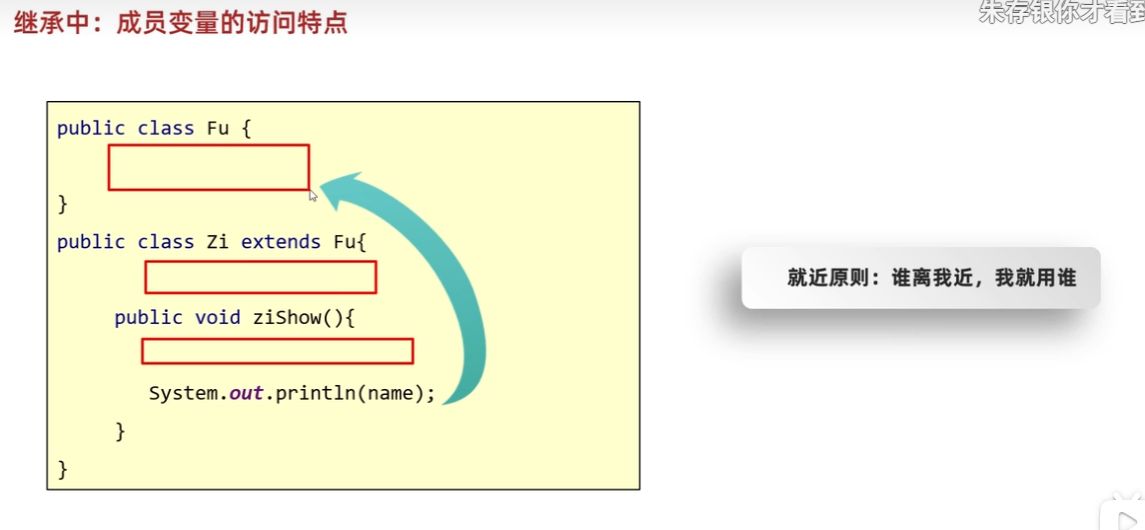 继承中：成员变量的访问特点
朱存银你才看到
public class Fu {
}
public class Zi extends Fu{
public void ziShow(){
System.out.println(name);
}
}
就近原则：谁离我近，我就用谁